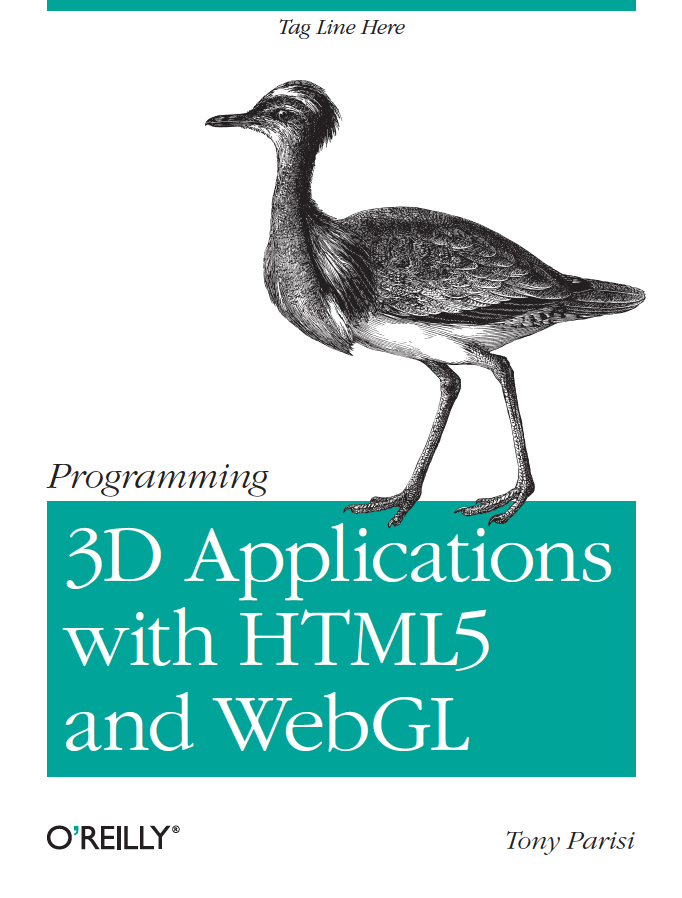 Tag Line Here
Programming
3D Applications
with HTML5
and WebGL
O'REILLY®
Tony Parisi